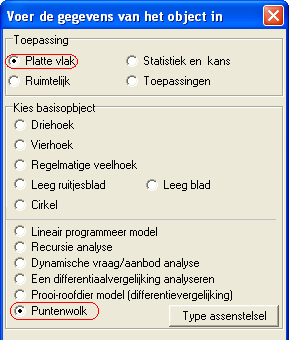 Voer de gegevens van het object in
Toepassing
Platte vlak
Statistiek en kans
Ruimtelijk
Toepassingen
Kies basisobject
Driehoek
Vierhoek
Regelmatige veelhoek
Leeg ruitjesblad
Leeg blad
Cirkel
Lineair programmeer model
Recursie analyse
Dynamische vraag/aanbod analyse
Een differentiaalvergelijking analyseren
Prooi-roofdier model (differentievergelijking)
Puntenwolk
Type assenstelsel